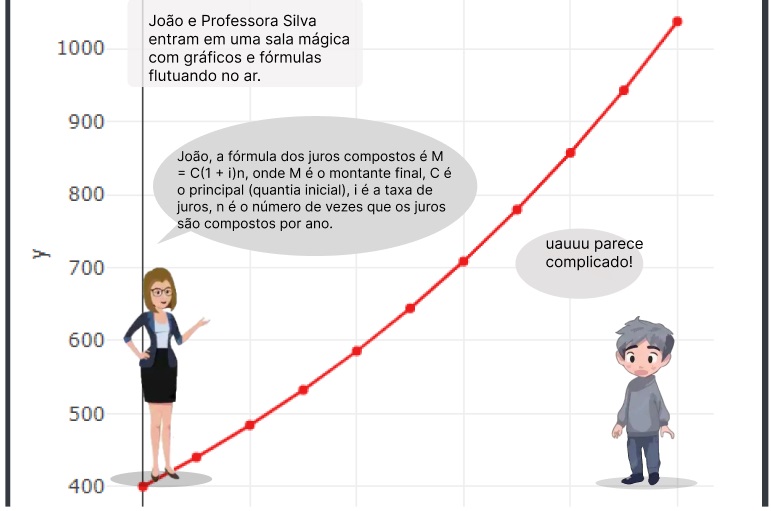 João e Professora Silva
entram em uma sala mágica
com gráficos e fórmulas
flutuando no ar.
1000
900
João, a fórmula dos juros compostos é M
= C(1 + i)n, onde M é o montante final, C é
o principal (quantia inicial), i é a taxa de
juros, n é o número de vezes que os juros
são compostos por ano.
800
uauuu parece
complicado!
y
700
600
500
400